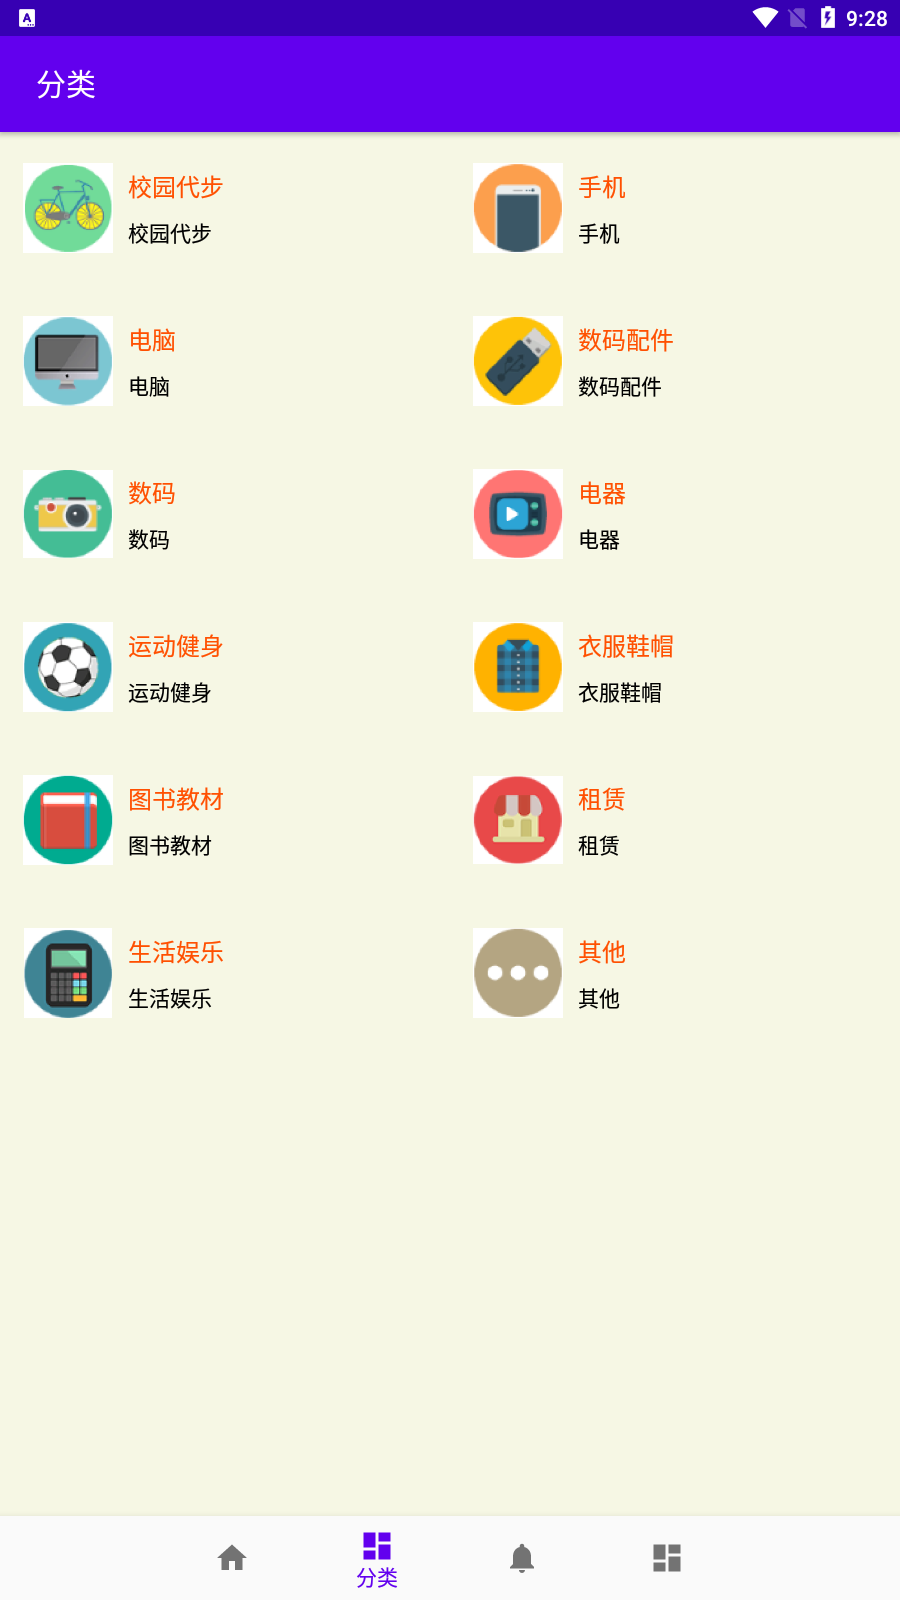 9:28
分类
校园代步
校园代步
手机
手机
电脑
电脑
数码配件
数码配件
数码
数码
电器
电器
运动健身
运动健身
衣服鞋帽
衣服鞋帽
图书教材
图书教材
租赁
租赁
生活娱乐
生活娱乐
其他
其他
分类